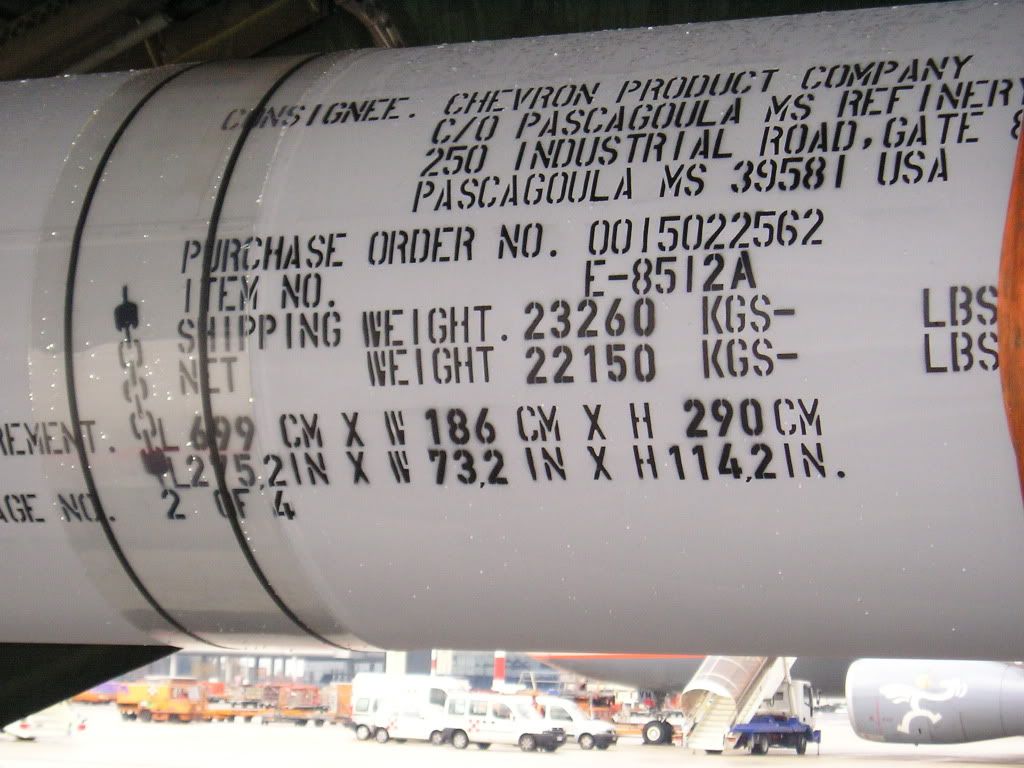 CONSIGNEE. CHEVRON PRODUCT COMPANY
C/O PASCAGOULA MS REFINERY
250 INDUSTRIAL ROAD, GATE
PASCAGOULA MS 39581 USA
PURCHASE ORDER NO. 0015022562
ITEM NO. E-8512A
SHIPPING WEIGHT. 23260 KGS- LBS
NET WEIGHT 22150 KGS- LBS
REMENT. L 699 CM X W 186 CM X H 290 CM
L275,2IN X W 73,2 IN X H114,2IN.
AGE NO. 2 OF 4